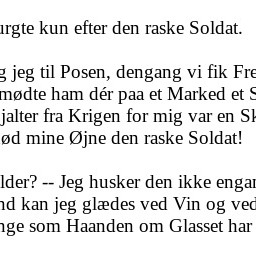 urgte kun efter den raske Soldat.
g jeg til Posen, dengang vi fik Fre
mødte ham dér paa et Marked et S
jalter fra Krigen for mig var en Sk
ød mine Øjne den raske Soldat!
lder? -- Jeg husker den ikke engan
nd kan jeg glædes ved Vin og ved
nge som Haanden om Glasset har